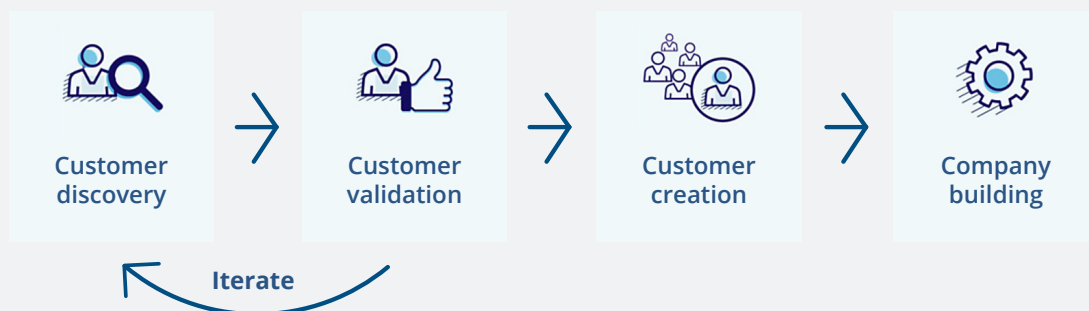 Customer
discovery
Customer
validation
Customer
creation
Company
building
Iterate